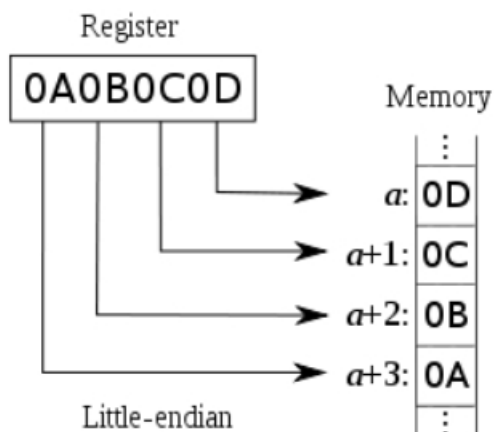 Register
0A0B0C0D
Memory
⋮
a: 0D
a+1: 0C
a+2: 0B
a+3: 0A
Little-endian
⋮